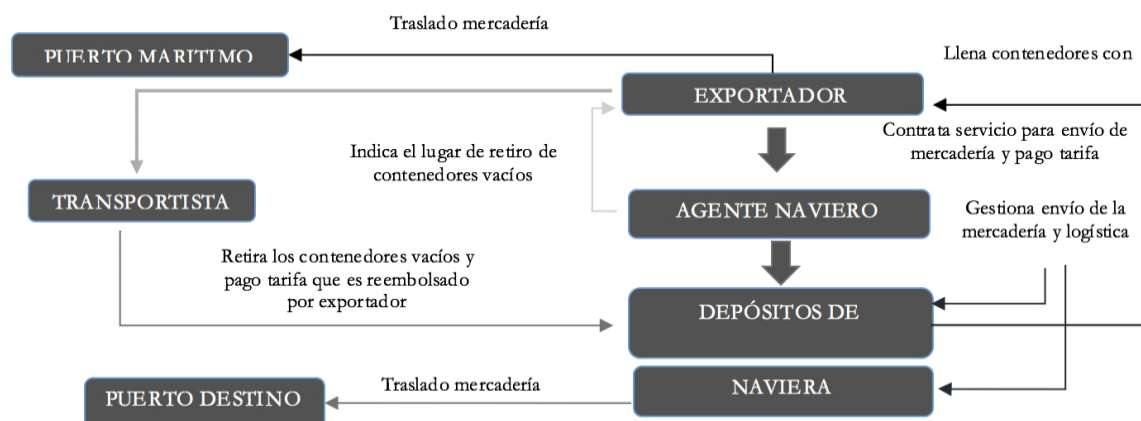 Traslado mercadería
PUERTO MARITIMO
Llena contenedores con
EXPORTADOR
Contrata servicio para envío de
mercadería y pago tarifa
Indica el lugar de retiro de
contenedores vacíos
TRANSPORTISTA
AGENTE NAVIERO
Gestiona envío de la
mercadería y logística
Retira los contenedores vacíos y
pago tarifa que es reembolsado
por exportador
DEPÓSITOS DE
NAVIERA
Traslado mercadería
PUERTO DESTINO